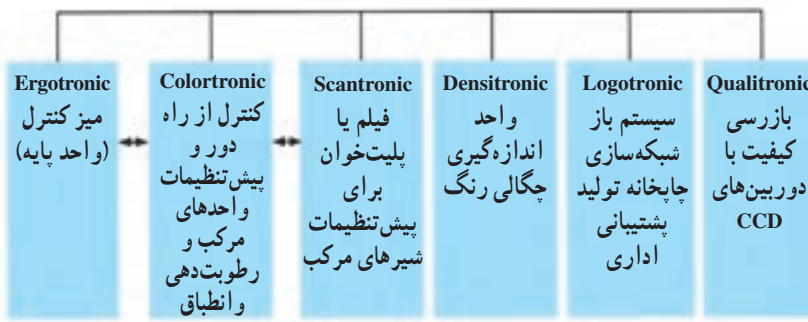 Ergotronic
میز کنترل
(واحد پایه)
Colortronic
کنترل از راه
دور و
پیش‌تنظیمات
واحدهای
مرکب و
رطوبت‌دهی
و انطباق
Scantronic
فیلم یا
پلیت‌خوان
برای
پیش‌تنظیمات
شیرهای مرکب
Densitronic
واحد
اندازه‌گیری
چگالی رنگ
Logotronic
سیستم باز
شبکه‌سازی
چاپخانه تولید
پشتیبانی
اداری
Qualitronic
بازرسی
کیفیت با
دوربین‌های
CCD